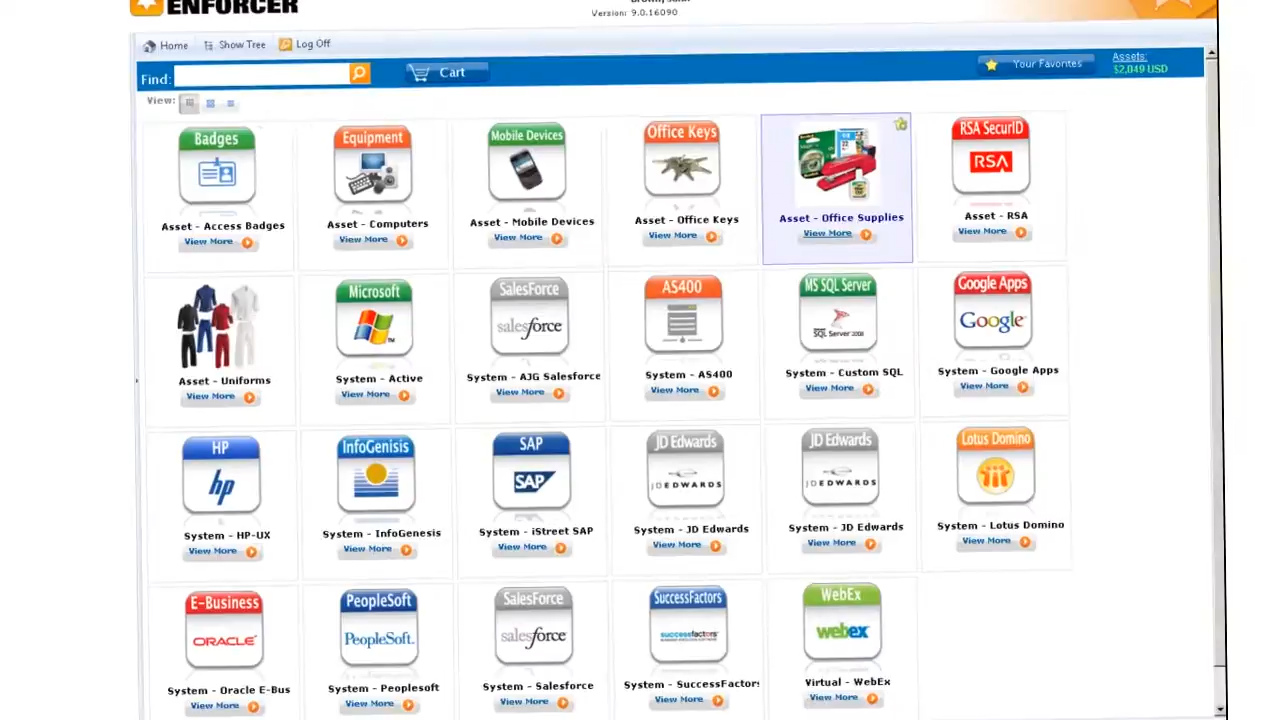 ENFORCER
Version: 9.0.16090
Home Show Tree Log Off
Find: Cart Your Favorites Assets:
$2,049 USD
View:
Badges Equipment Mobile Devices Office Keys RSA SecurID
RSA
Asset - Access Badges Asset - Computers Asset - Mobile Devices Asset - Office Keys Asset - Office Supplies Asset - RSA
View More View More View More View More View More View More
Microsoft SalesForce AS400 MS SQL Server Google Apps
salesforce SQL Server 2008 Google
Asset - Uniforms System - Active System - AJG Salesforce System - AS400 System - Custom SQL System - Google Apps
View More View More View More View More View More View More
HP InfoGenisis SAP JD Edwards JD Edwards Lotus Domino
hp SAP JDEDWARDS JDEDWARDS
System - HP-UX System - InfoGenesis System - iStreet SAP System - JD Edwards System - JD Edwards System - Lotus Domino
View More View More View More View More View More View More
E-Business PeopleSoft SalesForce SuccessFactors WebEx
ORACLE PeopleSoft. salesforce successfactors webex
System - Oracle E-Bus System - Peoplesoft System - Salesforce System - SuccessFactors Virtual - WebEx
View More View More View More View More View More